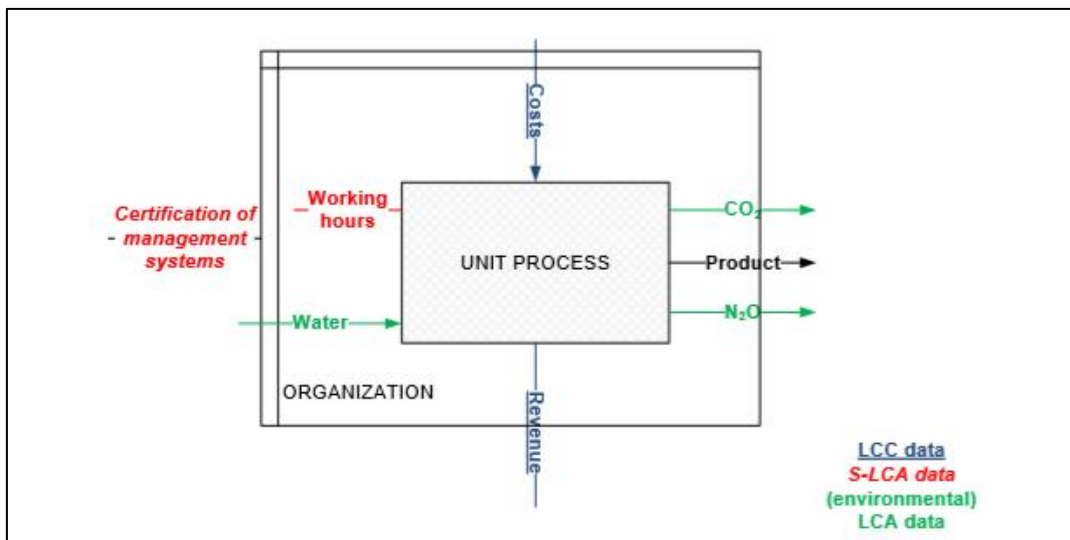 Costs
Working
hours
Certification of
management
systems
CO₂
UNIT PROCESS
Product
Water
N₂O
ORGANIZATION
Revenue
LCC data
S-LCA data
(environmental)
LCA data